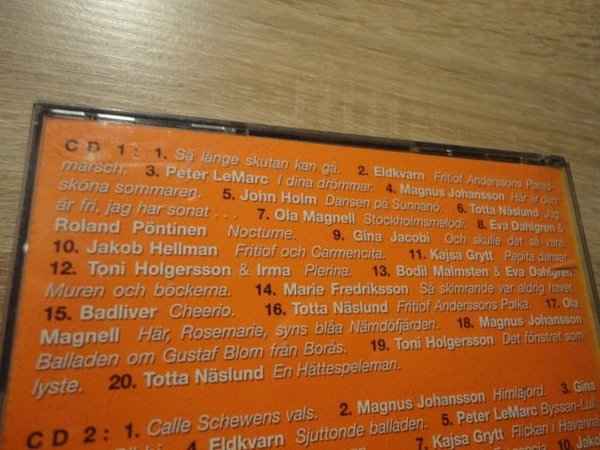 CD 1: 1. Så länge skutan kan gå. 2. Eldkvarn Fritiof Anderssons Parad-
marsch. 3. Peter LeMarc I dina drömmar. 4. Magnus Johansson Här är den
sköna sommaren. 5. John Holm Dansen på Sunnanö. 6. Totta Näslund Jag
är fri, jag har sonat . . . 7. Ola Magnell Stockholmsmelodi. 8. Eva Dahlgren &
Roland Pöntinen Nocturne. 9. Gina Jacobi Och skulle det så vara.
10. Jakob Hellman Fritiof och Carmencita. 11. Kajsa Grytt Pepita dansar.
12. Toni Holgersson & Irma Pierina. 13. Bodil Malmsten & Eva Dahlgren
Muren och böckerna. 14. Marie Fredriksson Så skimrande var aldrig havet.
15. Badliver Cheerio. 16. Totta Näslund Fritiof Anderssons Polka. 17. Ola
Magnell Här, Rosemarie, syns blåa Nämdöfjärden. 18. Magnus Johansson
Balladen om Gustaf Blom från Borås. 19. Toni Holgersson Det fönstret som
lyste. 20. Totta Näslund En Hättespeleman.
CD 2: 1. Calle Schewens vals. 2. Magnus Johansson Himlajord. 3. Gina
4. Eldkvarn Sjuttonde balladen. 5. Peter LeMarc Byssan-Lull.
7. Kajsa Grytt Flickan i Havanna
10.